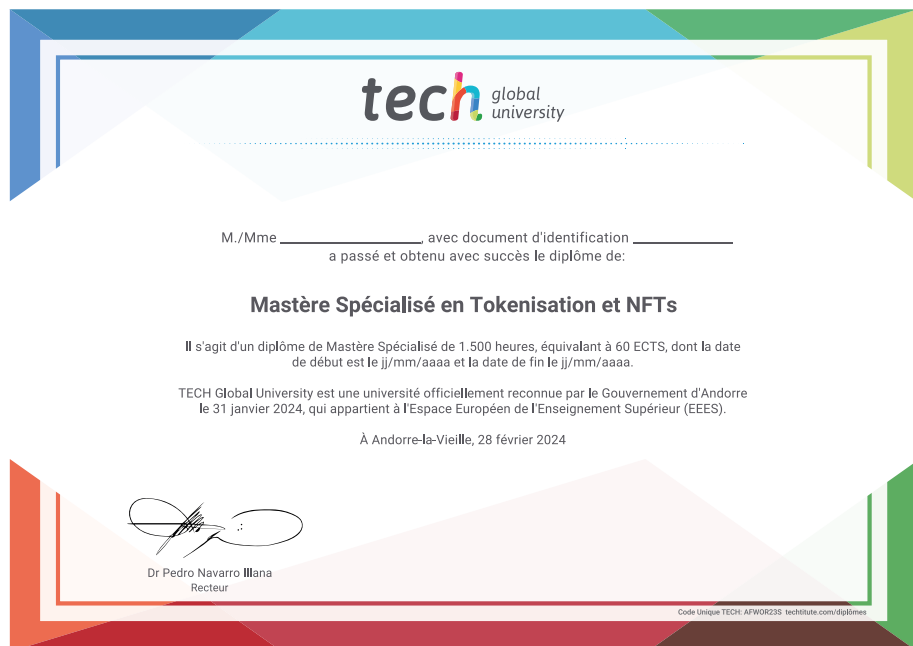 tech global
university
M./Mme ________________, avec document d'identification ____________
a passé et obtenu avec succès le diplôme de:
Mastère Spécialisé en Tokenisation et NFTs
Il s'agit d'un diplôme de Mastère Spécialisé de 1.500 heures, équivalant à 60 ECTS, dont la date
de début est le jj/mm/aaaa et la date de fin le jj/mm/aaaa.
TECH Global University est une université officiellement reconnue par le Gouvernement d'Andorre
le 31 janvier 2024, qui appartient à l'Espace Européen de l'Enseignement Supérieur (EEES).
À Andorre-la-Vieille, 28 février 2024
Dr Pedro Navarro Illana
Recteur
Code Unique TECH: AFWOR23S techtitute.com/diplômes